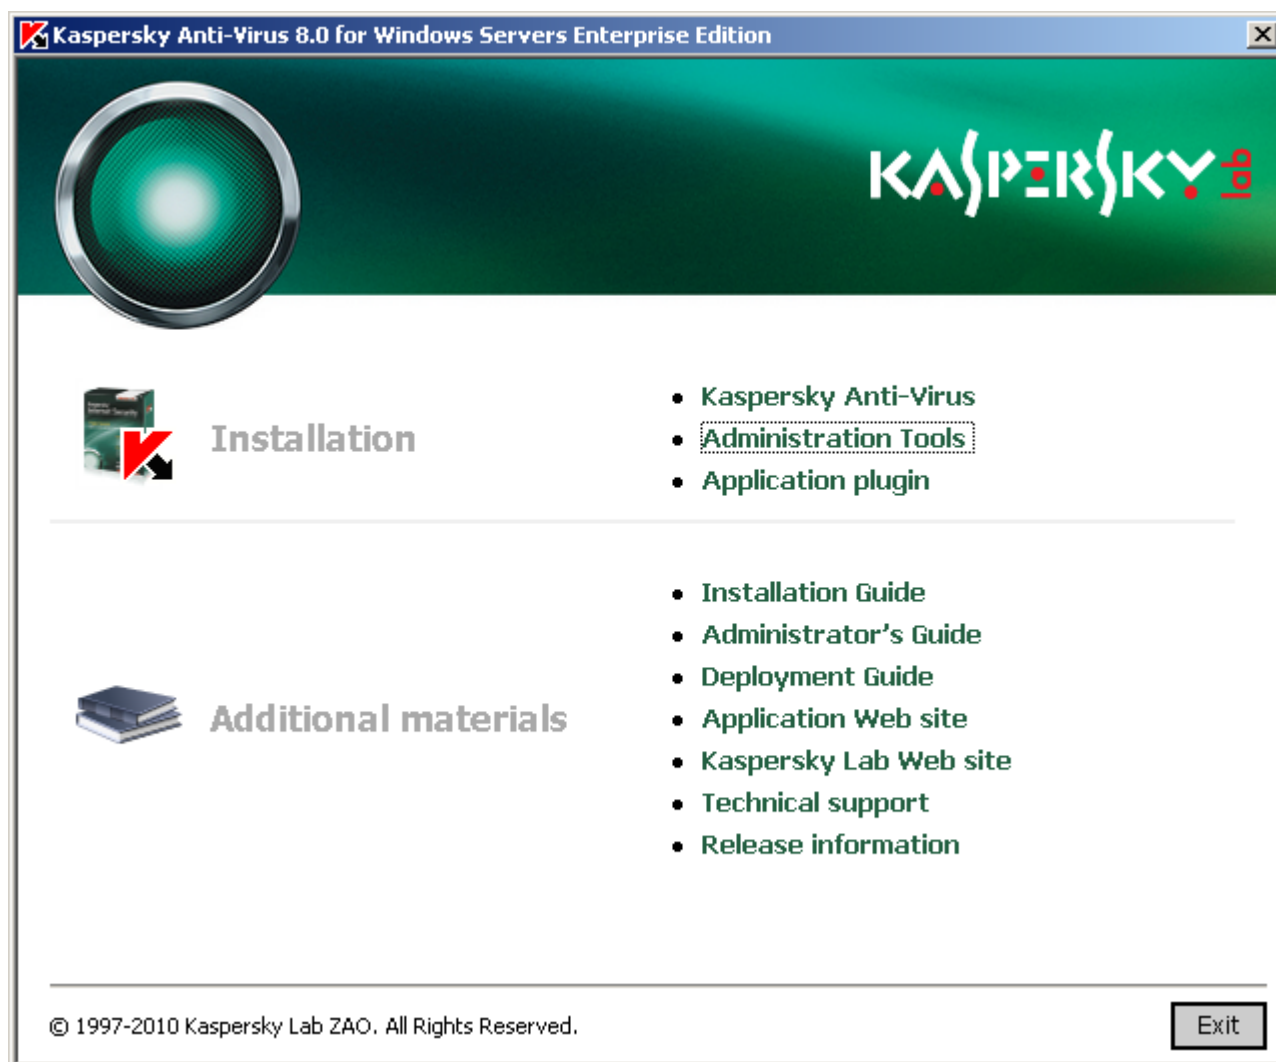 Kaspersky Anti-Virus 8.0 for Windows Servers Enterprise Edition
KASPERSKY lab
Installation
• Kaspersky Anti-Virus
• Administration Tools
• Application plugin
Additional materials
• Installation Guide
• Administrator's Guide
• Deployment Guide
• Application Web site
• Kaspersky Lab Web site
• Technical support
• Release information
© 1997-2010 Kaspersky Lab ZAO. All Rights Reserved.
Exit